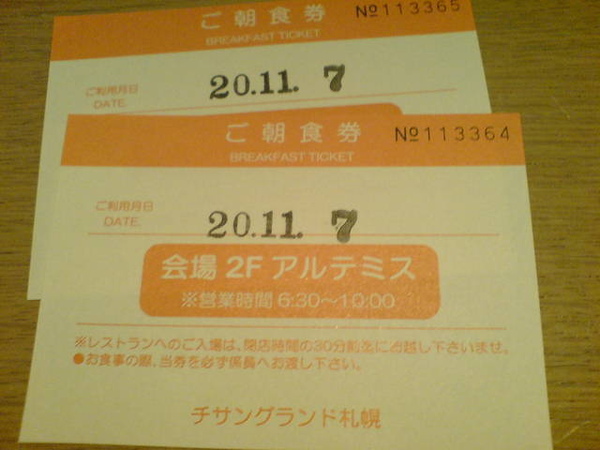 ご朝食券 №113365
BREAKFAST TICKET
ご利用月日
DATE. 20.11. 7
ご朝食券 №113364
BREAKFAST TICKET
ご利用月日
DATE. 20.11. 7
会場 2F アルテミス
※営業時間 6:30～10:00
※レストランへのご入場は、閉店時間の30分前迄にお越し下さいませ。
●お食事の際、当券を必ず係員へお渡し下さい。
チサングランド札幌